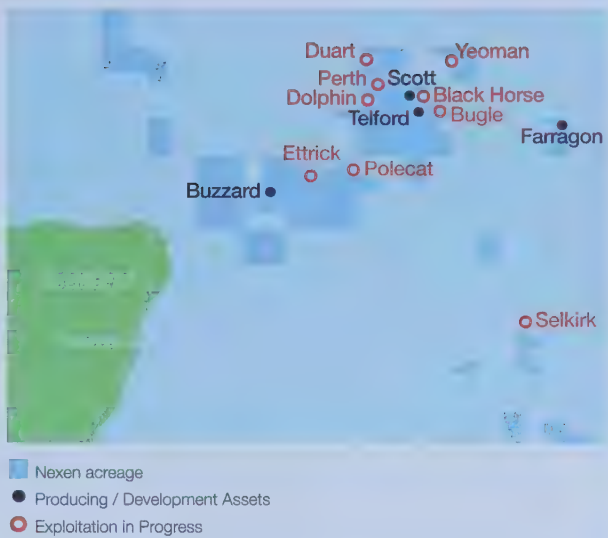 Duart
Yeoman
Perth
Scott
Dolphin
Black Horse
Telford
Bugle
Farragon
Ettrick
Polecat
Buzzard
Selkirk
Nexen acreage
Producing / Development Assets
Exploitation in Progress